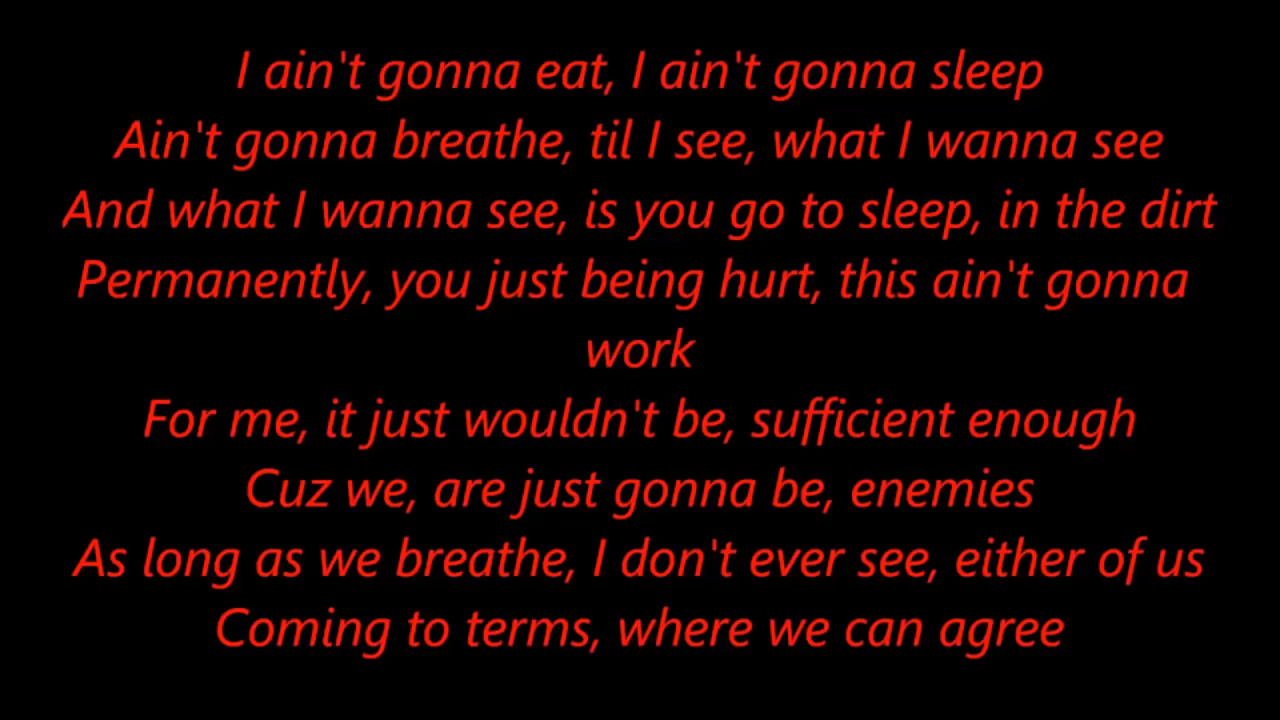 I ain't gonna eat, I ain't gonna sleep
Ain't gonna breathe, til I see, what I wanna see
And what I wanna see, is you go to sleep, in the dirt
Permanently, you just being hurt, this ain't gonna
work
For me, it just wouldn't be, sufficient enough
Cuz we, are just gonna be, enemies
As long as we breathe, I don't ever see, either of us
Coming to terms, where we can agree